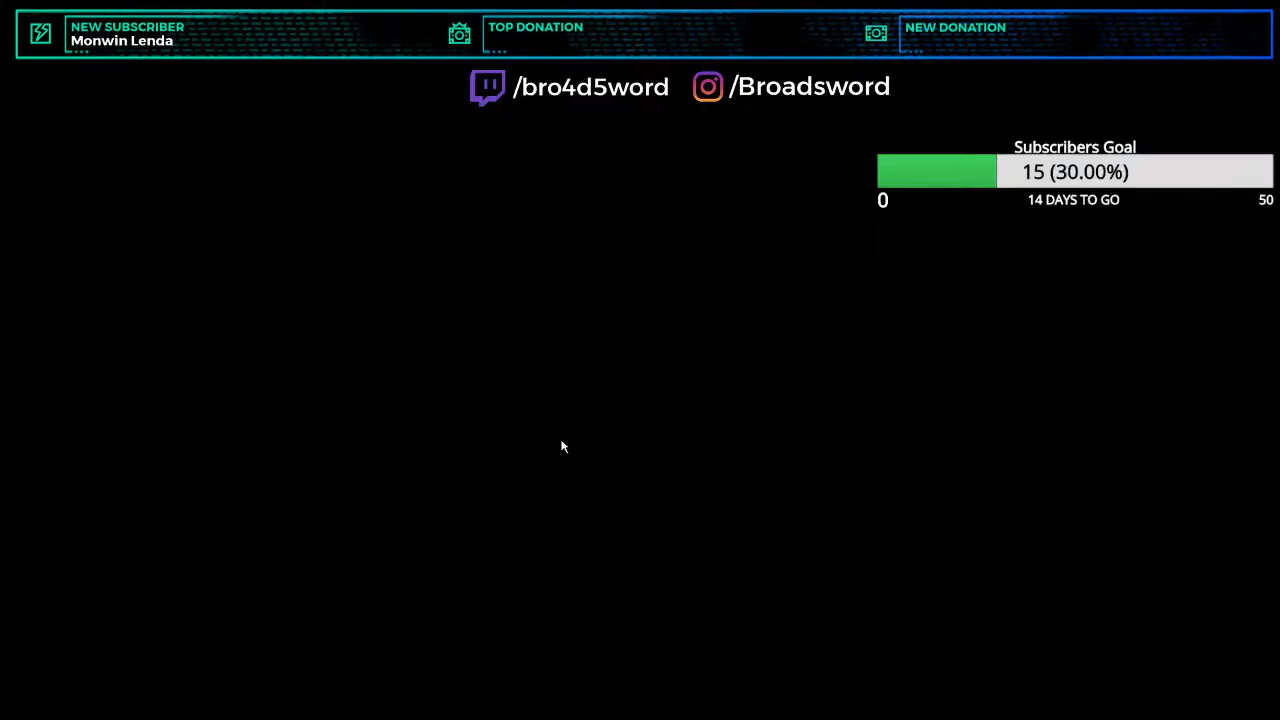 NEW SUBSCRIBER
Monwin Lenda
TOP DONATION
NEW DONATION
/bro4d5word
/Broadsword
Subscribers Goal
15 (30.00%)
0
14 DAYS TO GO
50